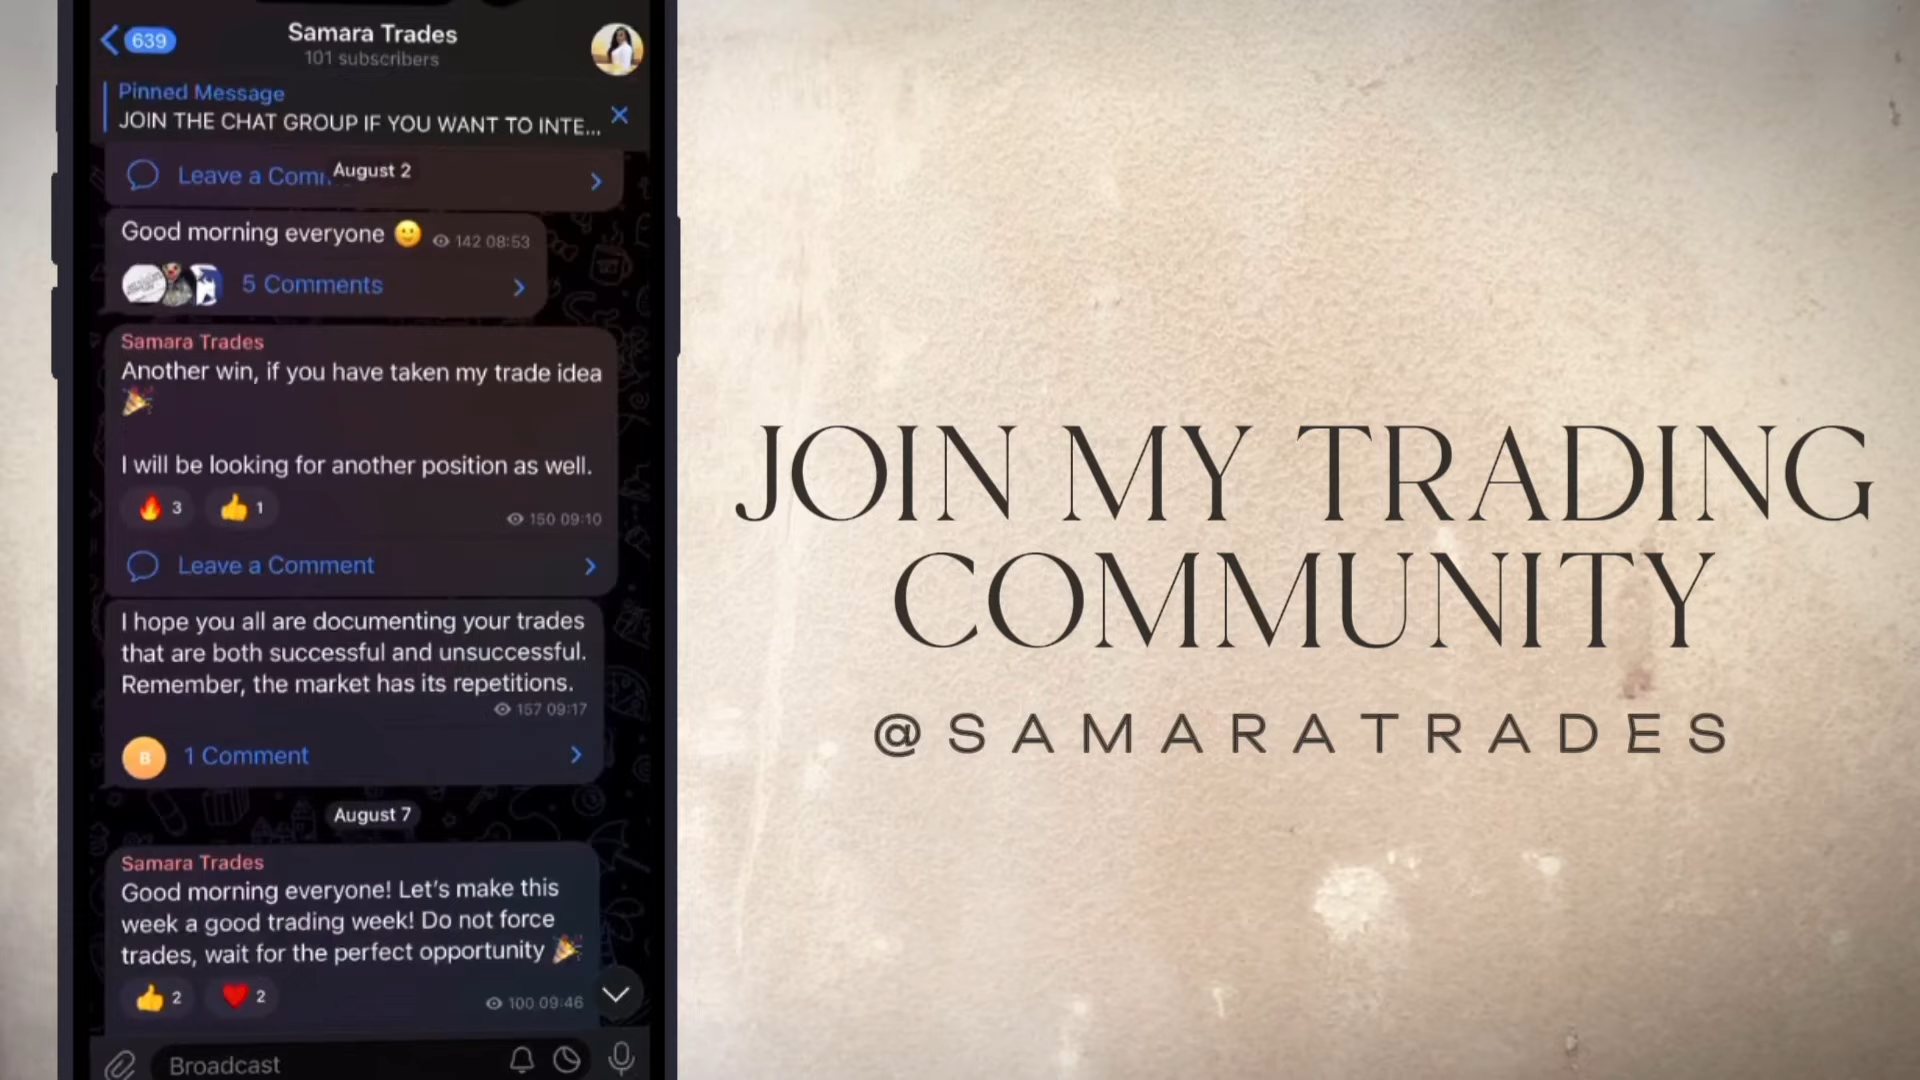 639
Samara Trades
101 subscribers
Pinned Message
JOIN THE CHAT GROUP IF YOU WANT TO INTE...
Leave a Com
August 2
Good morning everyone 🙂 142 08:53
5 Comments
Samara Trades
Another win, if you have taken my trade idea
🎉
I will be looking for another position as well.
🔥 3 👍 1
150 09:10
Leave a Comment
I hope you all are documenting your trades
that are both successful and unsuccessful.
Remember, the market has its repetitions.
157 09:17
B
1 Comment
August 7
Samara Trades
Good morning everyone! Let's make this
week a good trading week! Do not force
trades, wait for the perfect opportunity 🎉
👍 2 ❤️ 2
100 09:46
Broadcast
JOIN MY TRADING
COMMUNITY
@SAMARATRADES